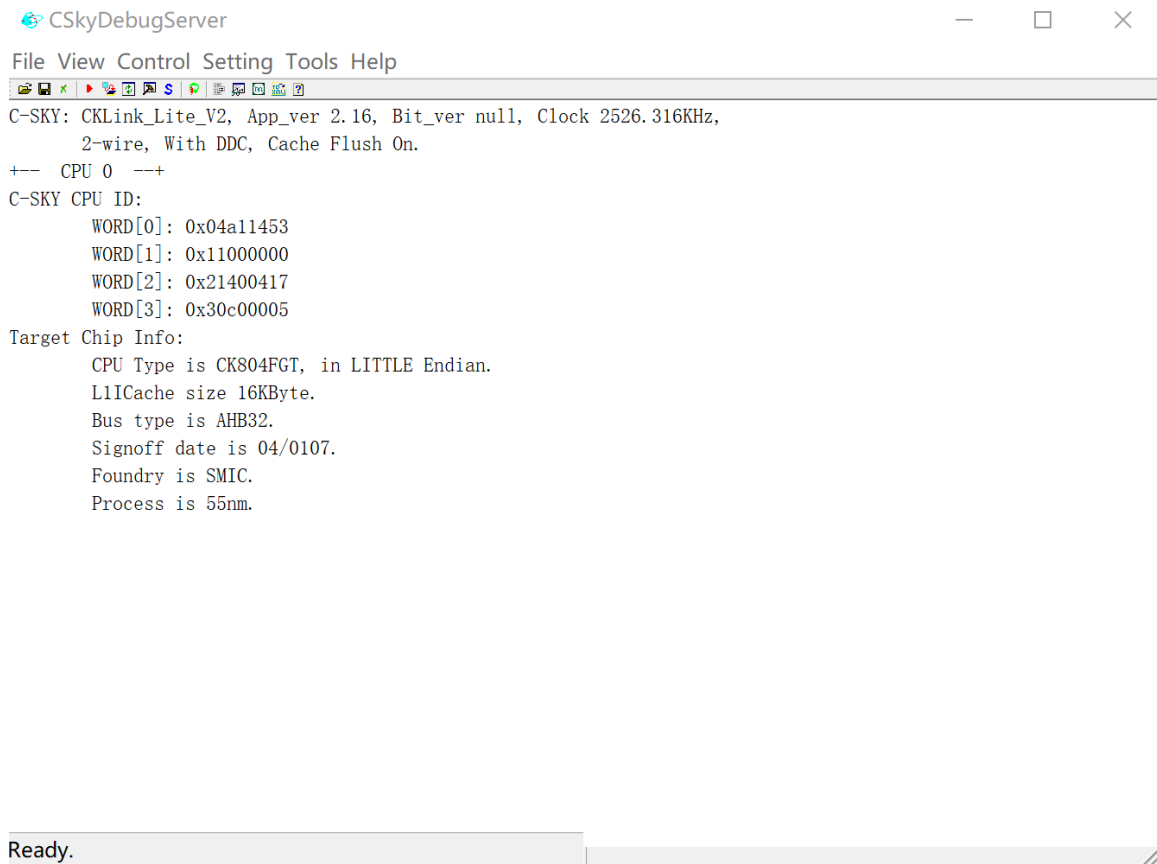 CSkyDebugServer
File View Control Setting Tools Help
C-SKY: CKLink_Lite_V2, App_ver 2.16, Bit_ver null, Clock 2526.316KHz,
2-wire, With DDC, Cache Flush On.
+-- CPU 0 --+
C-SKY CPU ID:
WORD[0]: 0x04a11453
WORD[1]: 0x11000000
WORD[2]: 0x21400417
WORD[3]: 0x30c00005
Target Chip Info:
CPU Type is CK804FGT, in LITTLE Endian.
L1ICache size 16KByte.
Bus type is AHB32.
Signoff date is 04/0107.
Foundry is SMIC.
Process is 55nm.
Ready.